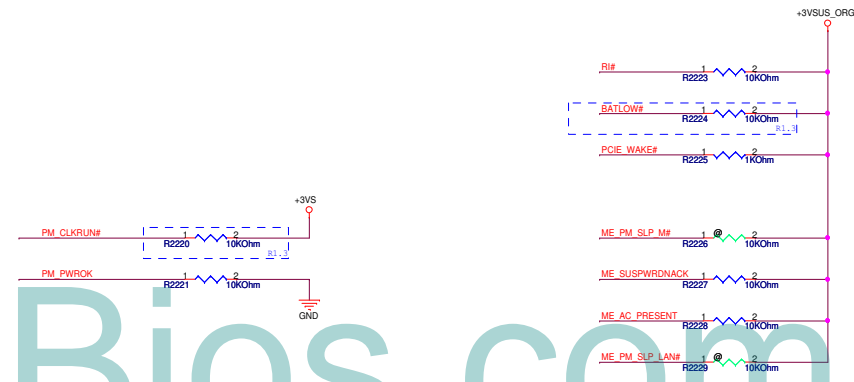 +3VSUS_ORG
RI#
1
2
R2223
10KOhm
BATLOW#
1
2
R2224
10KOhm
R1.3
PCIE_WAKE#
1
2
R2225
1KOhm
+3VS
PM_CLKRUN#
1
2
R2220
10KOhm
R1.3
ME_PM_SLP_M#
1
@
2
R2226
10KOhm
PM_PWROK
1
2
R2221
10KOhm
GND
ME_SUSPWRDNACK
1
2
R2227
10KOhm
ME_AC_PRESENT
1
2
R2228
10KOhm
ME_PM_SLP_LAN#
1
@
2
R2229
10KOhm
Bios.com